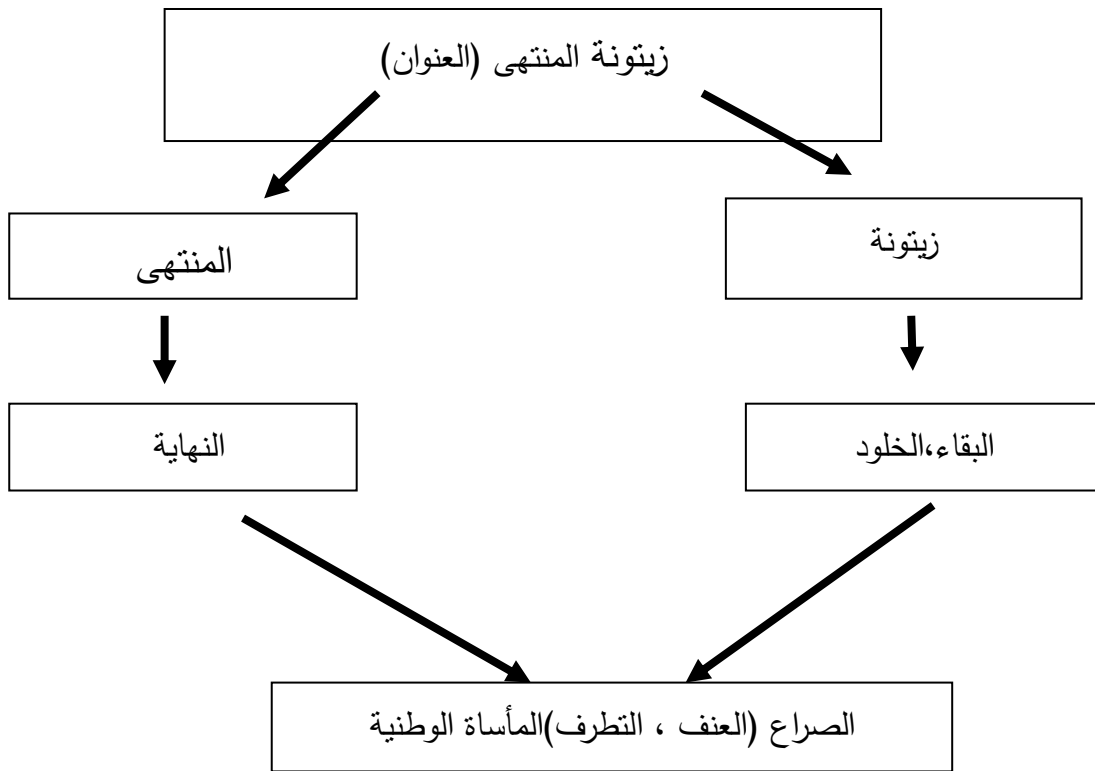 زيتونة المنتهى (العنوان)
زيتونة
المنتهى
البقاء،الخلود
النهاية
الصراع (العنف ، التطرف)المأساة الوطنية